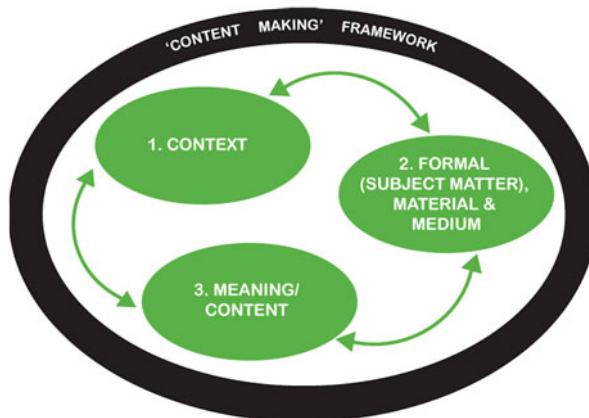 ‘CONTENT MAKING’ FRAMEWORK
1. CONTEXT
2. FORMAL
(SUBJECT MATTER),
MATERIAL &
MEDIUM
3. MEANING/
CONTENT